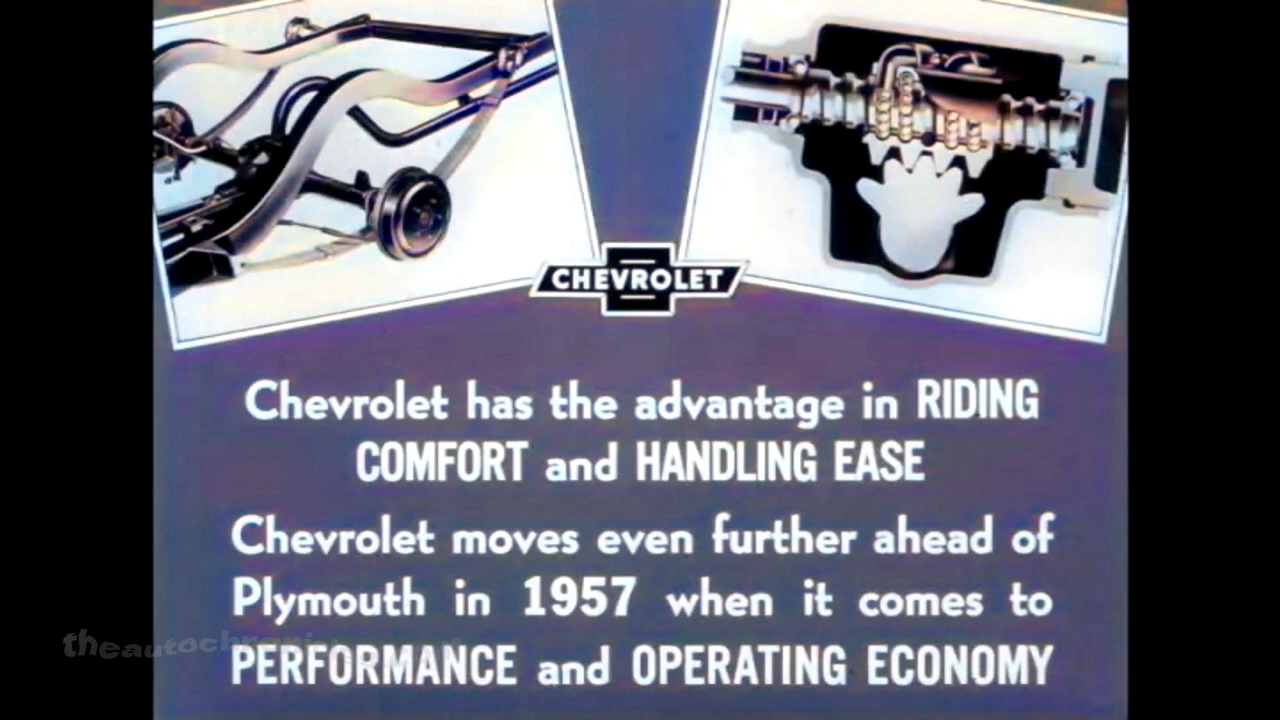 CHEVROLET
Chevrolet has the advantage in RIDING
COMFORT and HANDLING EASE
Chevrolet moves even further ahead of
Plymouth in 1957 when it comes to
PERFORMANCE and OPERATING ECONOMY